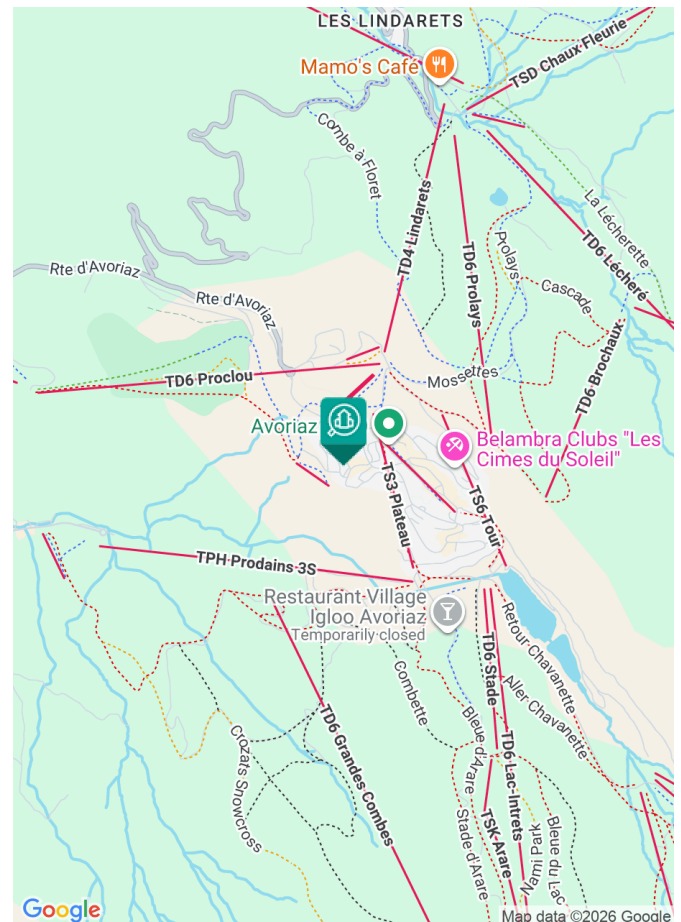 LES LINDARETS
Mamo's Café
TSD Chaux Fleurie
Combe à Floret
La Lécherette
TD4 Lindarets
TD6 Prolays
Prolays
TD6 Lécheré
Cascade
Rte d'Avoriaz
Rte d'Avoriaz
TD6 Brochaux
Mossettes
TD6 Proclou
Avoriaz
Belambra Clubs "Les
Cimes du Soleil"
TS3 Plateau
TS6 Tour
TPH Prodains 3S
Restaurant Village
Igloo Avoriaz
Temporarily closed
Retour Chavanette
Aller Chavanette
TD6 Stade
Combette
Bleue d'Arare
TD6 Lac-Intrets
TD6 Grandes Combes
Crozats Snowcross
TSK Arare
Stade d'Arare
Nami Park
Bleue du Lac
Google
Map data ©2026 Google